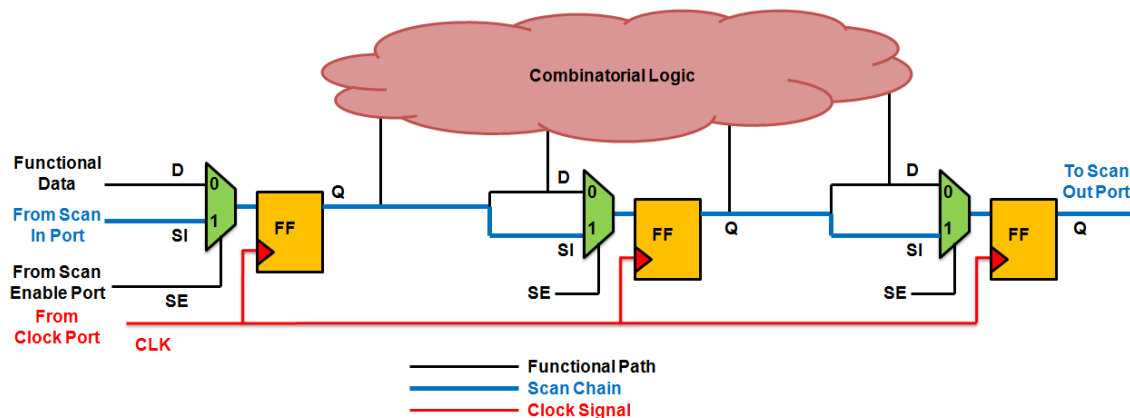 Combinatorial Logic
Functional
Data
D
0
1
From Scan
In Port
SI
From Scan
Enable Port
SE
From
Clock Port
CLK
FF
Q
D
0
1
SI
SE
FF
Q
D
0
1
SI
SE
FF
Q
To Scan
Out Port
Functional Path
Scan Chain
Clock Signal